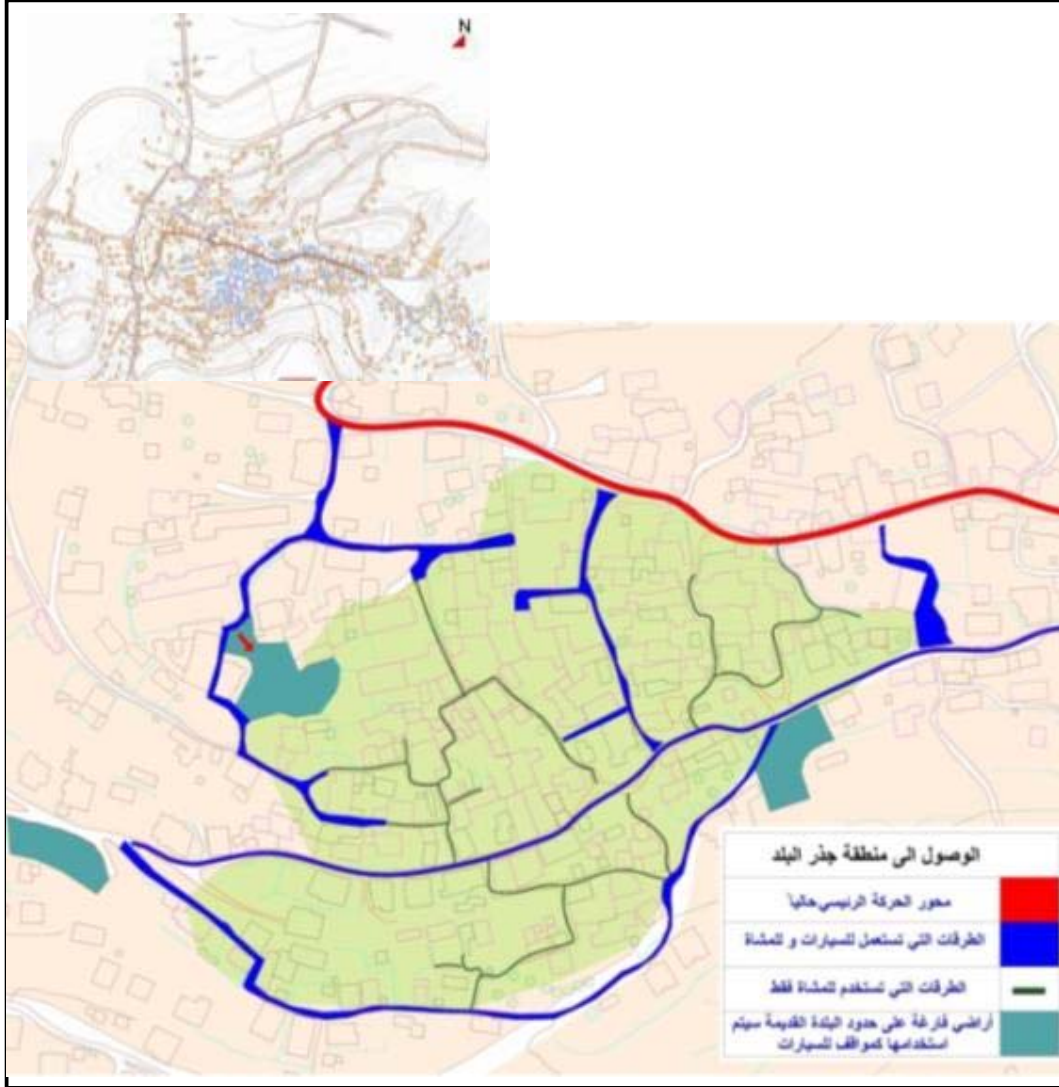 N
الوصول الى منطقة جذر البلد
محور الحركة الرئيسي حالياً
الطرقات التي تستعمل للسيارات و للمشاة
الطرقات التي تستخدم للمشاة فقط
أراضي فارغة على حدود البلدة القديمة سيتم
استخدامها كمواقف للسيارات